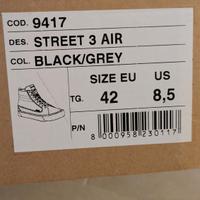 COD. 9417
DES. STREET 3 AIR
COL. BLACK/GREY
SIZE EU US
TG. 42 8,5
P/N
8 000958 230117